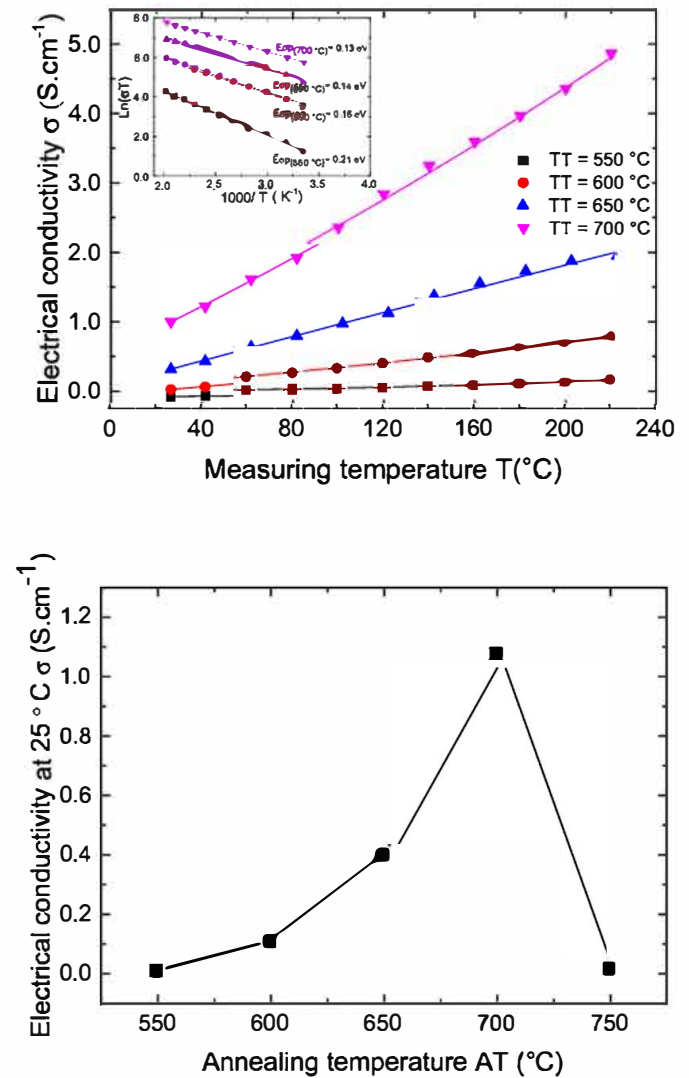 Electrical conductivity σ (S.cm⁻¹)
5.0
4.0
3.0
2.0
1.0
0.0
0 40 80 120 160 200 240
Measuring temperature T(°C)
TT = 550 °C
TT = 600 °C
TT = 650 °C
TT = 700 °C
Ln(σT)
8.0
6.0
4.0
2.0
0.0
2.0 2.5 3.0 3.5 4.0
1000/ T ( K⁻¹)
Eop(700 °C)= 0.13 eV
= 0.14 eV
= 0.21 eV
Electrical conductivity at 25 ° C σ (S.cm⁻¹)
1.2
1.0
0.8
0.6
0.4
0.2
0.0
550 600 650 700 750
Annealing temperature AT (°C)